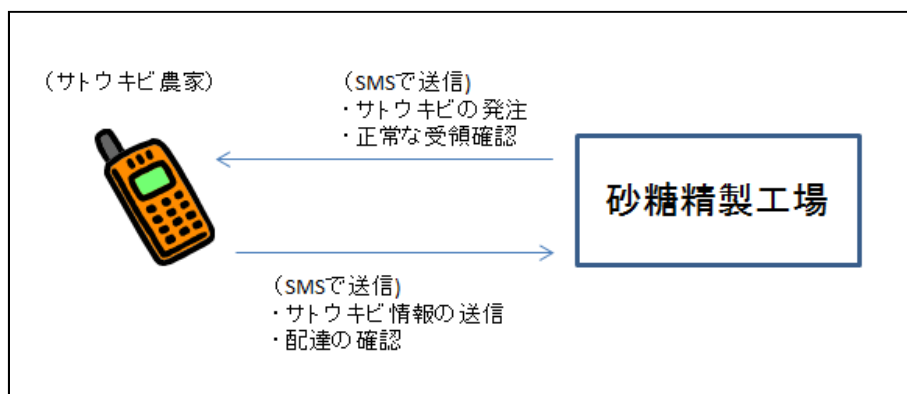 （サトウキビ農家）
（SMSで送信)
・サトウキビの発注
・正常な受領確認
砂糖精製工場
（SMSで送信)
・サトウキビ情報の送信
・配達の確認